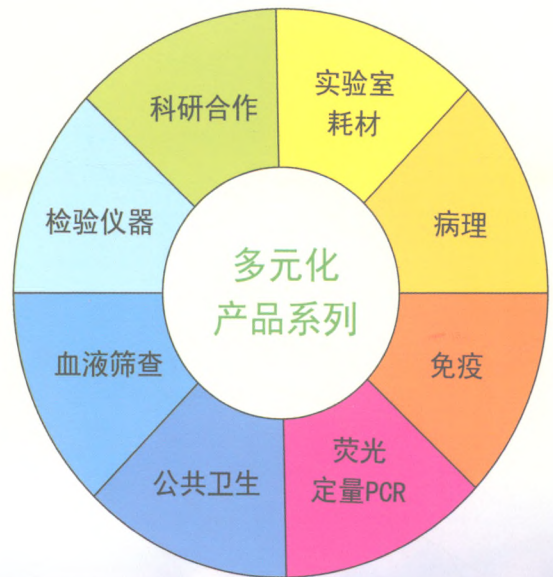 多元化
产品系列
实验室
耗材
病理
免疫
荧光
定量PCR
公共卫生
血液筛查
检验仪器
科研合作